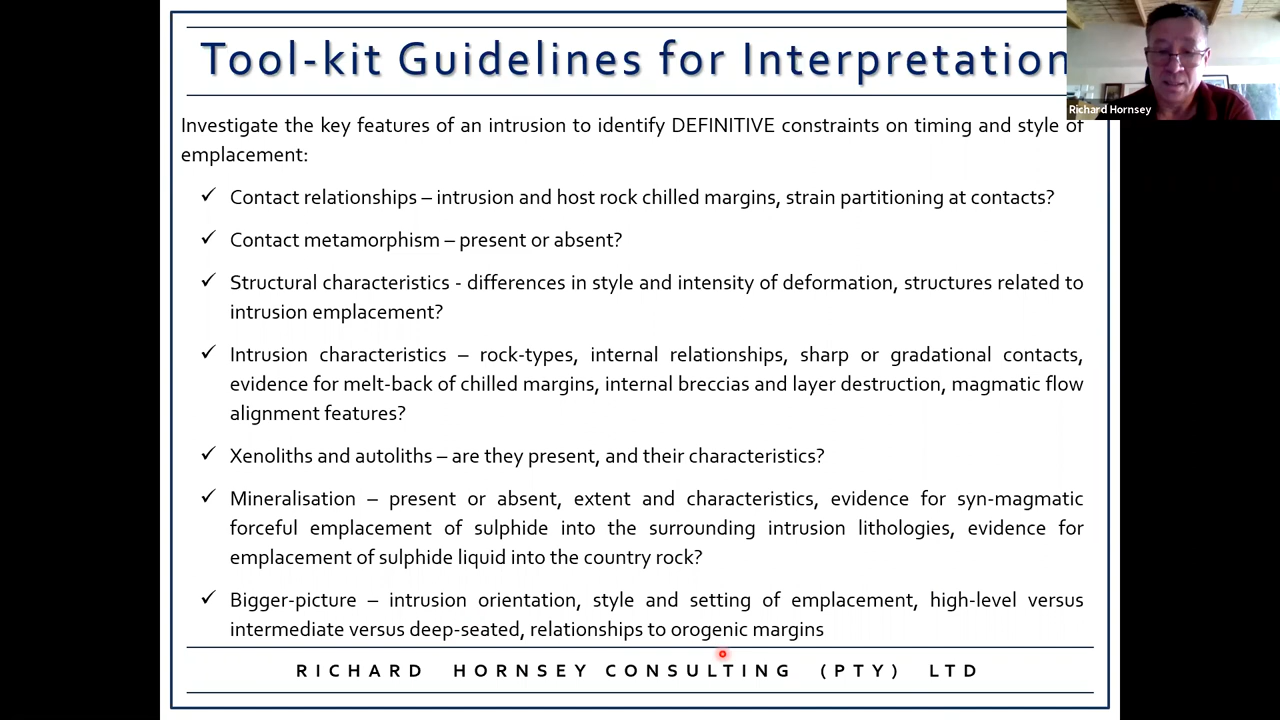 Tool-kit Guidelines for Interpretation
Richard Hornsey
Investigate the key features of an intrusion to identify DEFINITIVE constraints on timing and style of
emplacement:
✓ Contact relationships – intrusion and host rock chilled margins, strain partitioning at contacts?
✓ Contact metamorphism – present or absent?
✓ Structural characteristics - differences in style and intensity of deformation, structures related to
intrusion emplacement?
✓ Intrusion characteristics – rock-types, internal relationships, sharp or gradational contacts,
evidence for melt-back of chilled margins, internal breccias and layer destruction, magmatic flow
alignment features?
✓ Xenoliths and autoliths – are they present, and their characteristics?
✓ Mineralisation – present or absent, extent and characteristics, evidence for syn-magmatic
forceful emplacement of sulphide into the surrounding intrusion lithologies, evidence for
emplacement of sulphide liquid into the country rock?
✓ Bigger-picture – intrusion orientation, style and setting of emplacement, high-level versus
intermediate versus deep-seated, relationships to orogenic margins
RICHARD HORNSEY CONSULTING (PTY) LTD